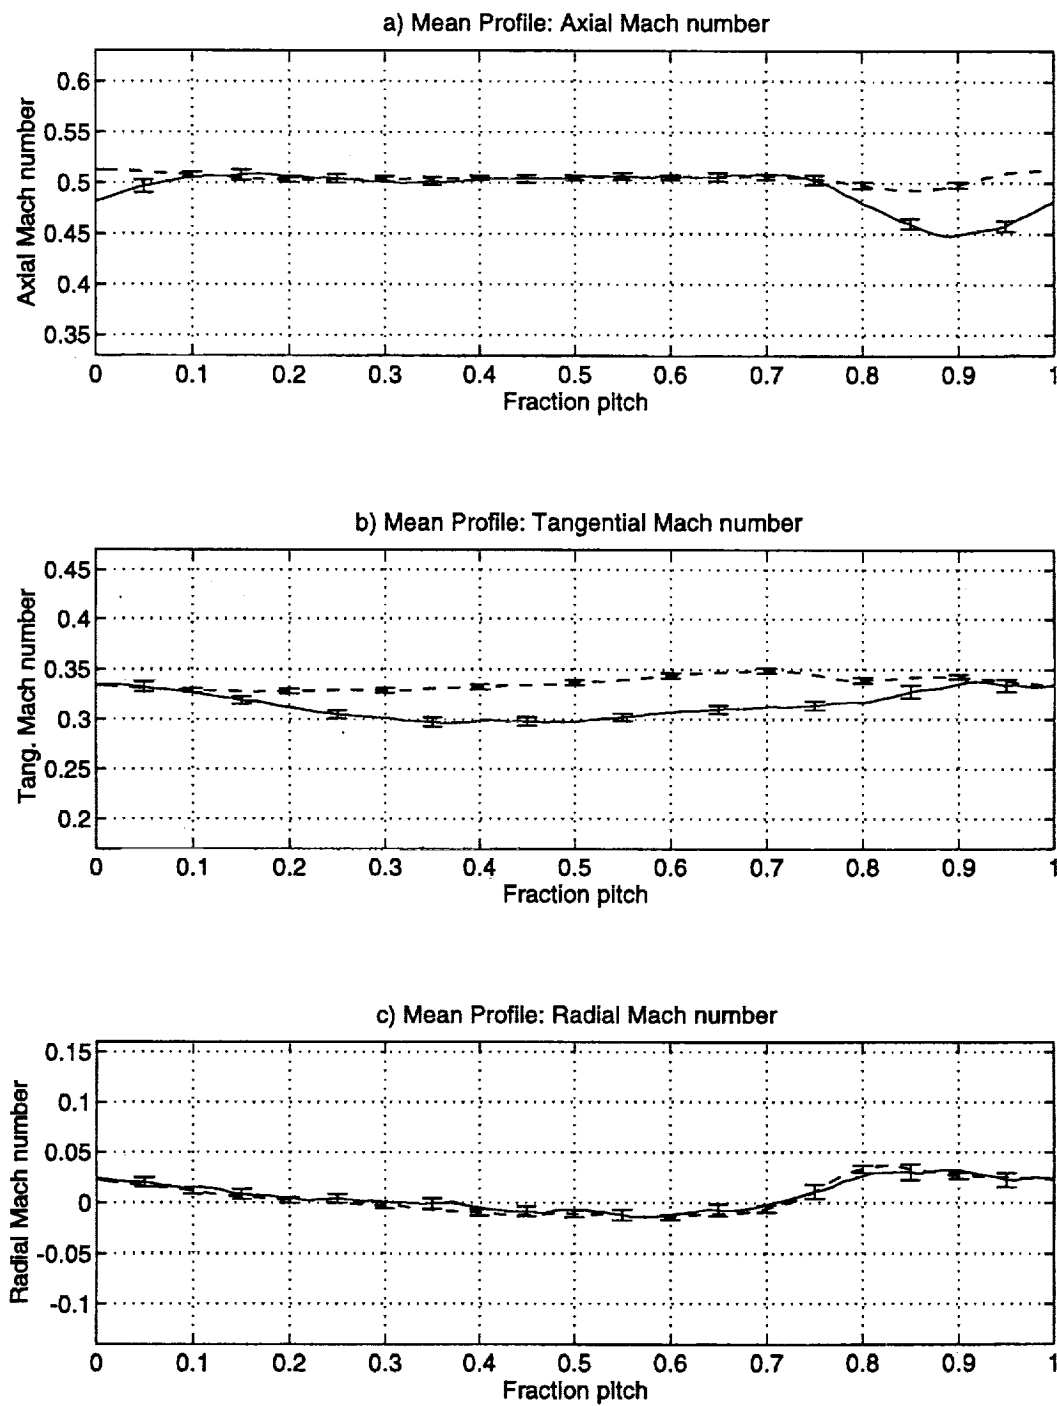 a) Mean Profile: Axial Mach number
Axial Mach number
0.6
0.55
0.5
0.45
0.4
0.35
0 0.1 0.2 0.3 0.4 0.5 0.6 0.7 0.8 0.9 1
Fraction pitch
b) Mean Profile: Tangential Mach number
Tang. Mach number
0.45
0.4
0.35
0.3
0.25
0.2
0 0.1 0.2 0.3 0.4 0.5 0.6 0.7 0.8 0.9 1
Fraction pitch
c) Mean Profile: Radial Mach number
Radial Mach number
0.15
0.1
0.05
0
-0.05
-0.1
0 0.1 0.2 0.3 0.4 0.5 0.6 0.7 0.8 0.9 1
Fraction pitch